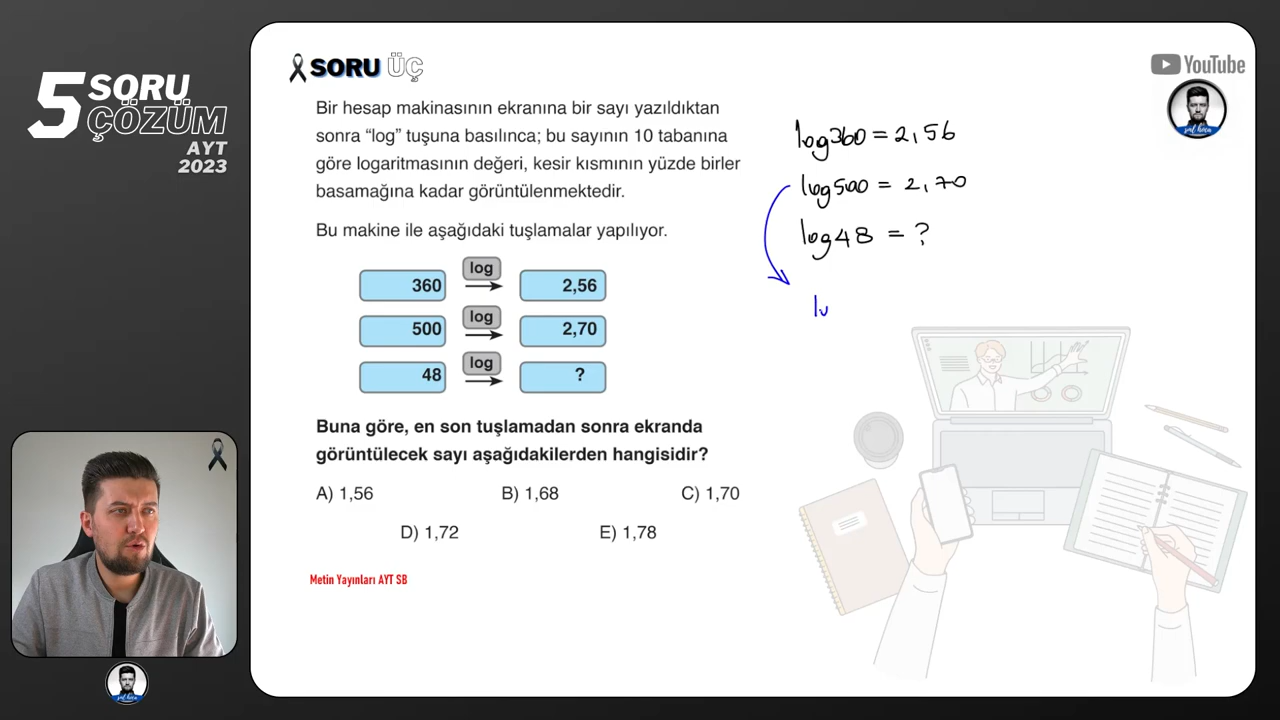 5 SORU
ÇÖZÜM
AYT
2023
SORU ÜÇ
YouTube
Bir hesap makinasının ekranına bir sayı yazıldıktan
sonra “log” tuşuna basılınca; bu sayının 10 tabanına
göre logaritmasının değeri, kesir kısmının yüzde birler
basamağına kadar görüntülenmektedir.
Bu makine ile aşağıdaki tuşlamalar yapılıyor.
360 log 2,56
500 log 2,70
48 log ?
Buna göre, en son tuşlamadan sonra ekranda
görüntülecek sayı aşağıdakilerden hangisidir?
A) 1,56 B) 1,68 C) 1,70
D) 1,72 E) 1,78
Metin Yayınları AYT SB
log360 = 2,56
log500 = 2,70
log48 = ?